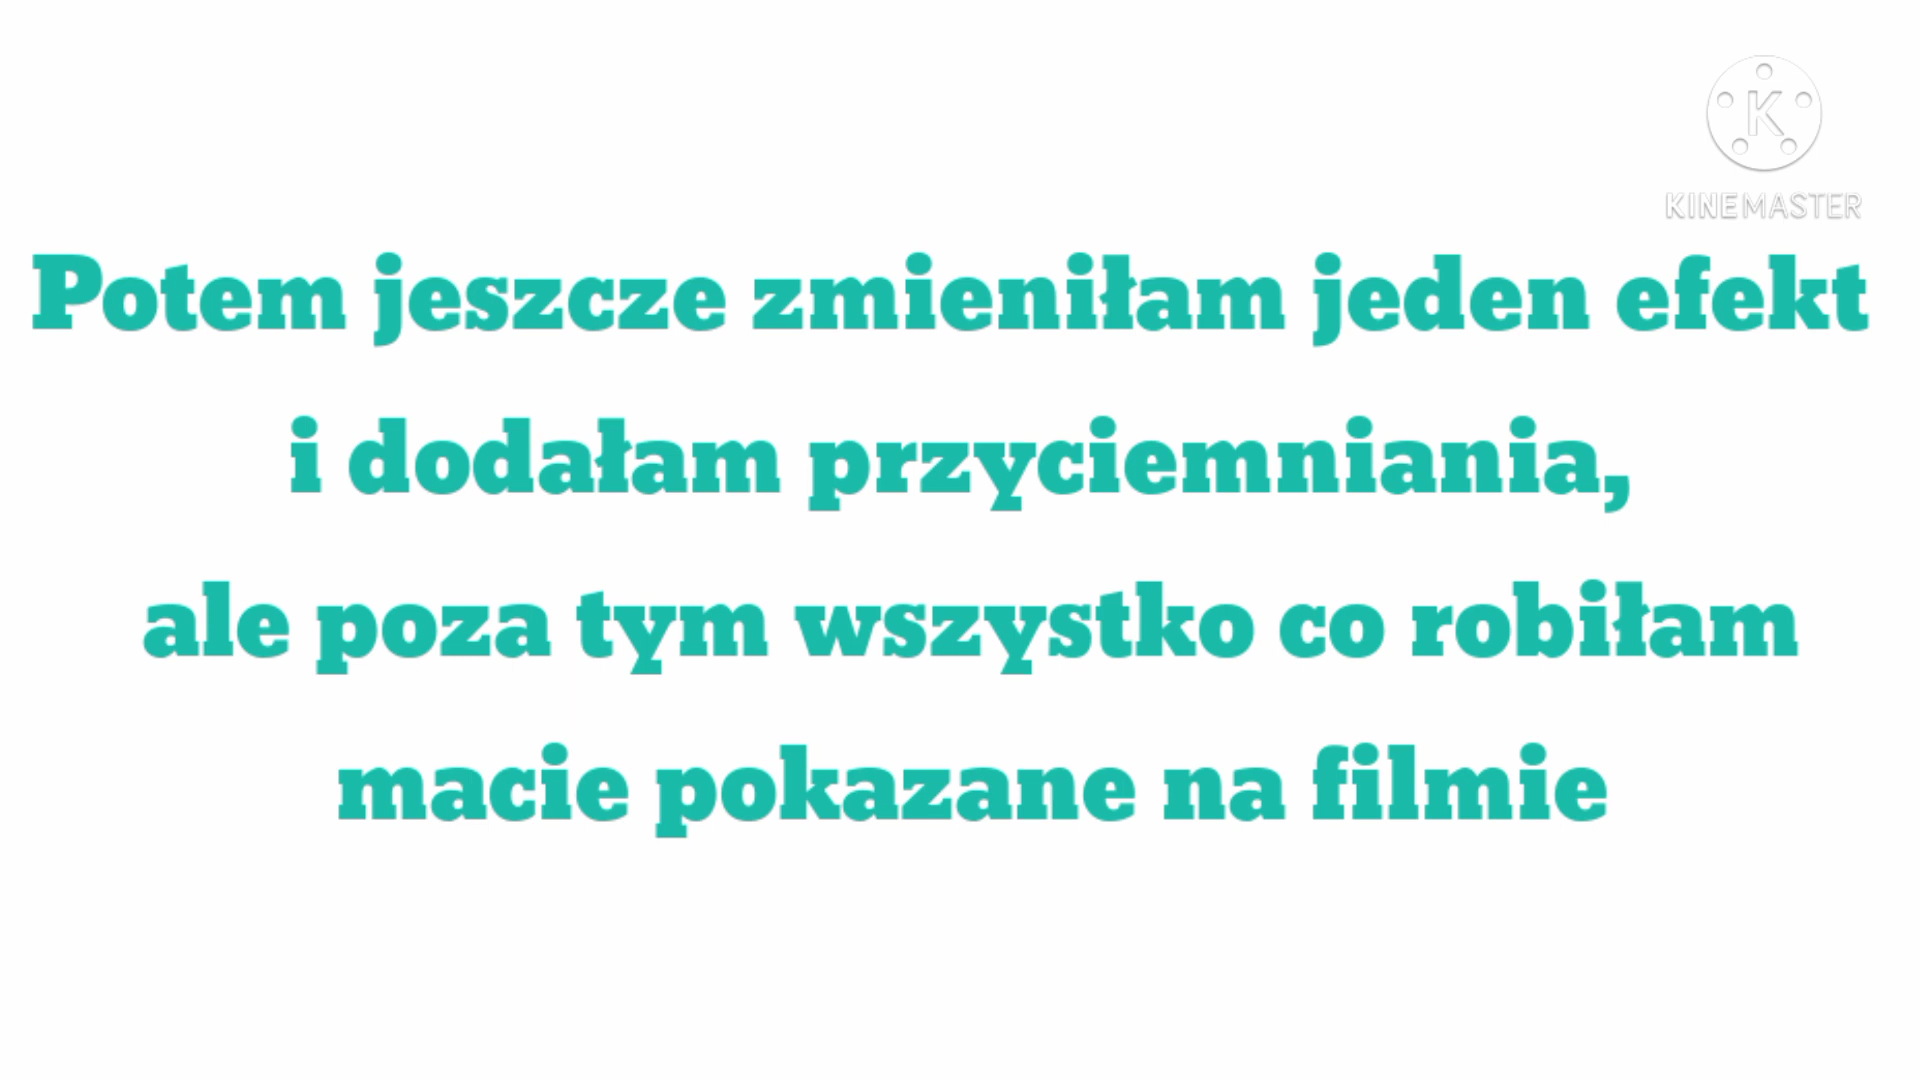 K
KINEMASTER
Potem jeszcze zmieniłam jeden efekt
i dodałam przyciemniania,
ale poza tym wszystko co robiłam
macie pokazane na filmie